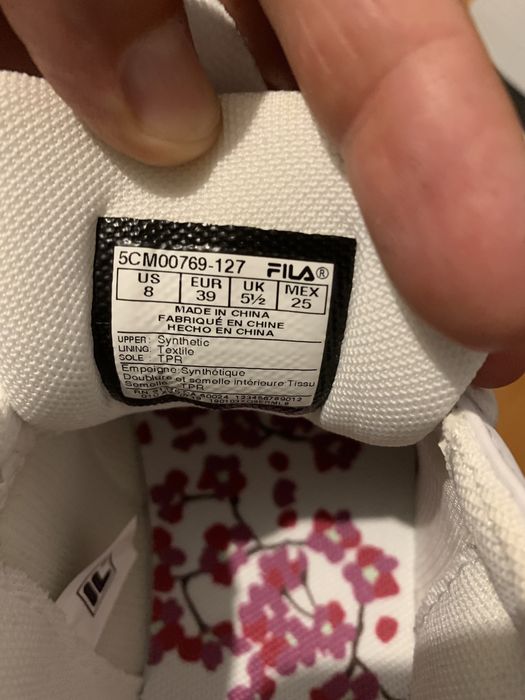 5CM00769-127 FILA®
US EUR UK MEX
8 39 5½ 25
MADE IN CHINA
FABRIQUÉ EN CHINE
HECHO EN CHINA
UPPER: Synthetic
LINING: Textile
SOLE : TPR
Empeigne: Synthétique
Doublure et semelle intérieure: Tissu
Semelle: TPR